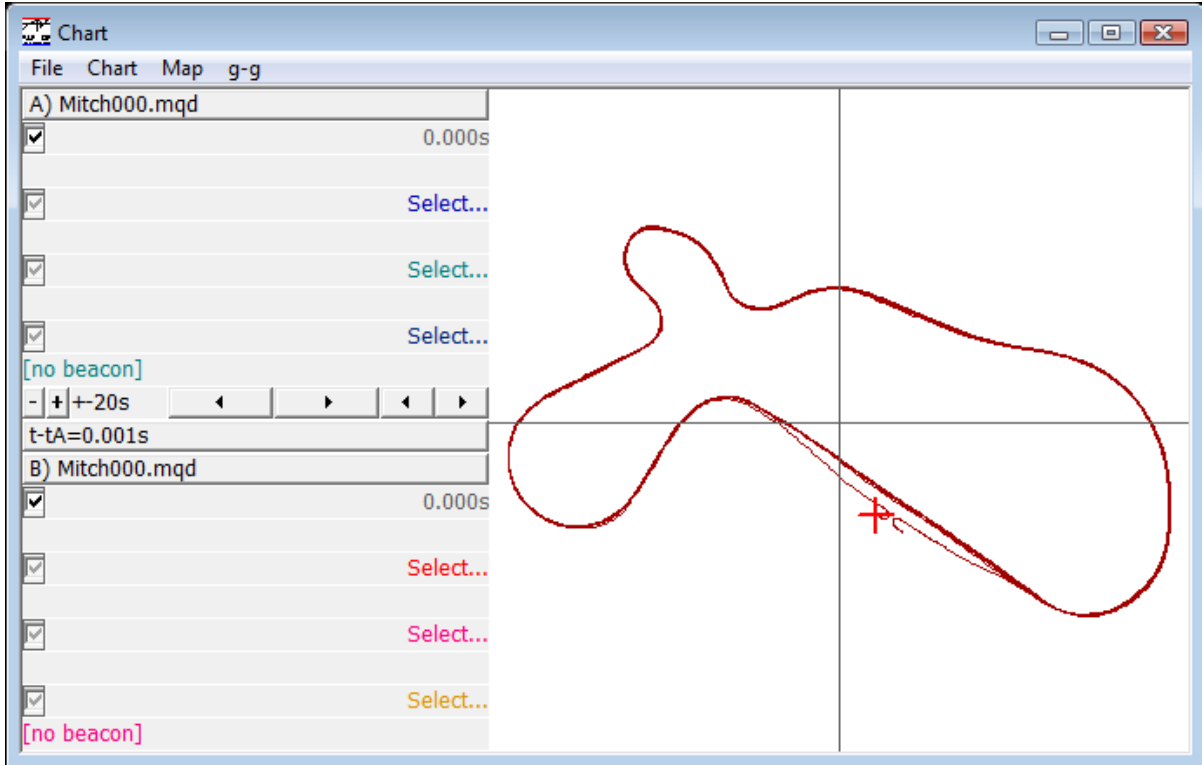 Chart
File Chart Map g-g
A) Mitch000.mqd
0.000s
Select...
Select...
Select...
[no beacon]
- + +-20s
t-tA=0.001s
B) Mitch000.mqd
0.000s
Select...
Select...
Select...
[no beacon]